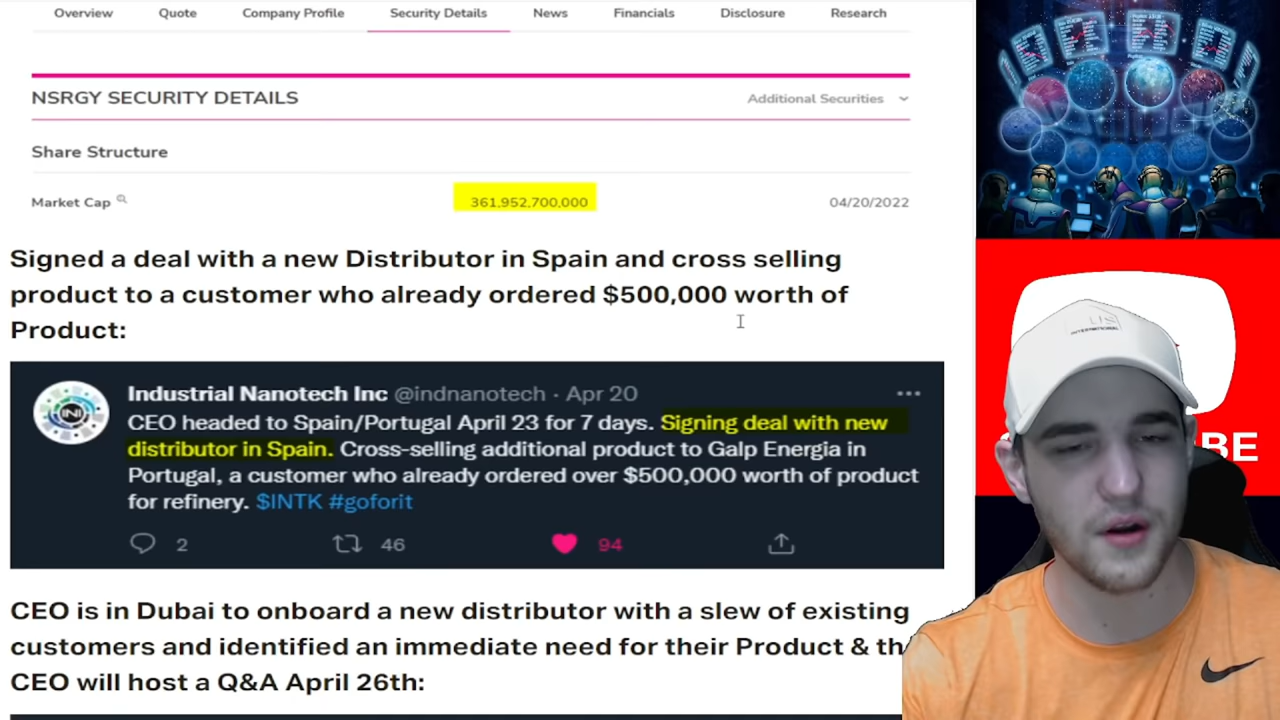 Overview Quote Company Profile Security Details News Financials Disclosure Research
NSRGY SECURITY DETAILS
Additional Securities
Share Structure
Market Cap 361,952,700,000 04/20/2022
Signed a deal with a new Distributor in Spain and cross selling
product to a customer who already ordered $500,000 worth of
Product:
INI
Industrial Nanotech Inc @indnanotech · Apr 20
CEO headed to Spain/Portugal April 23 for 7 days. Signing deal with new
distributor in Spain. Cross-selling additional product to Galp Energia in
Portugal, a customer who already ordered over $500,000 worth of product
for refinery. $INTK #goforit
2 46 94
CEO is in Dubai to onboard a new distributor with a slew of existing
customers and identified an immediate need for their Product & th
CEO will host a Q&A April 26th:
US
INTERNATIONAL
BE